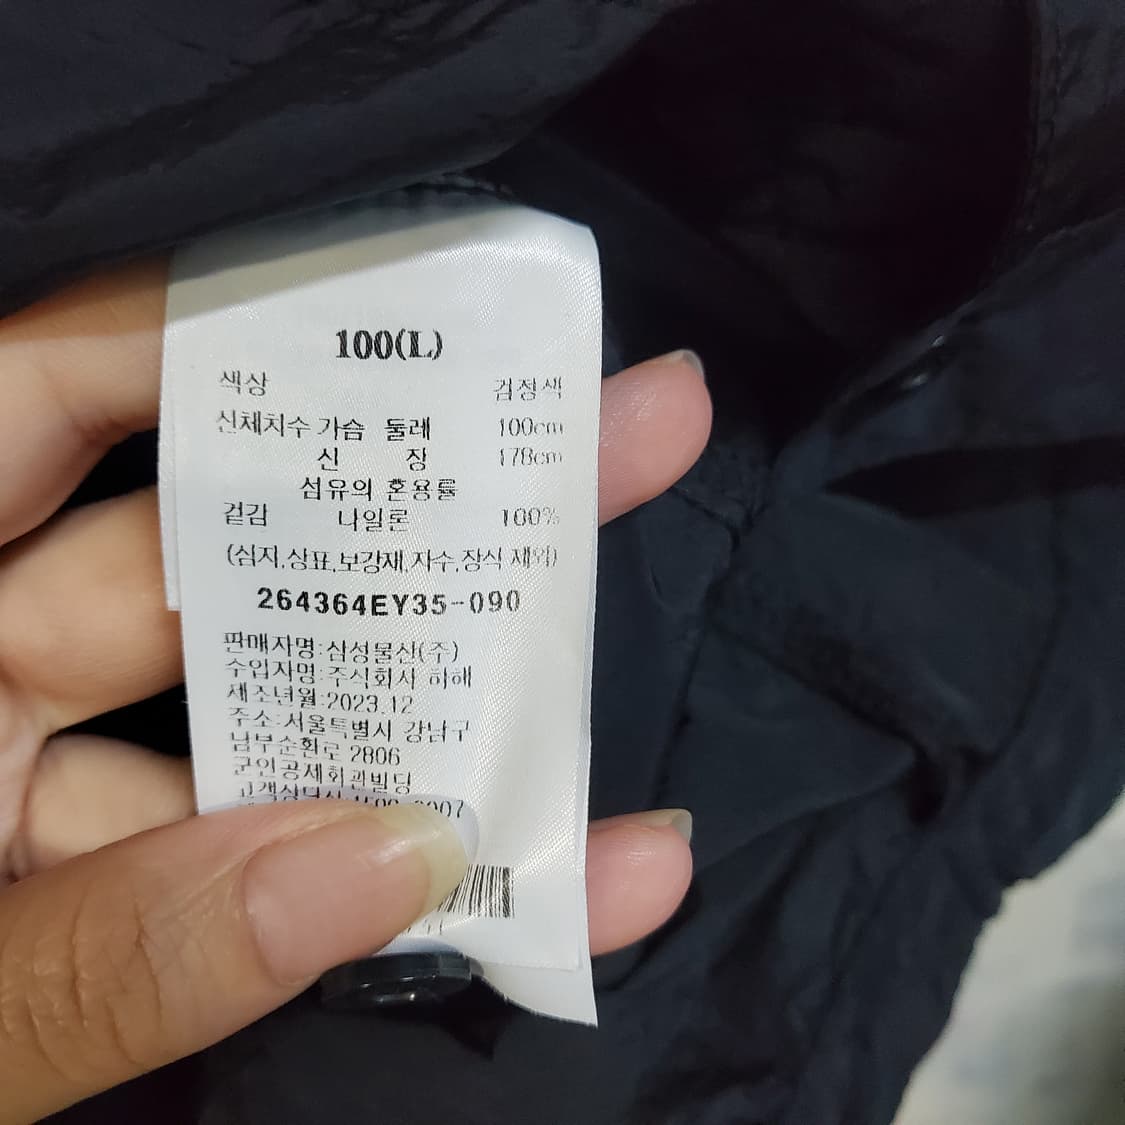 100(L)
색상 검정색
신체치수 가슴 둘레 100cm
신 장 178cm
섬유의 혼용률
겉감 나일론 100%
(심지,상표,보강재,자수,장식 제외)
264364EY35-090
판매자명:삼성물산(주)
수입자명:주식회사 하해
제조년월:2023.12
주소:서울특별시 강남구
남부순환로 2806
군인공제회관빌딩